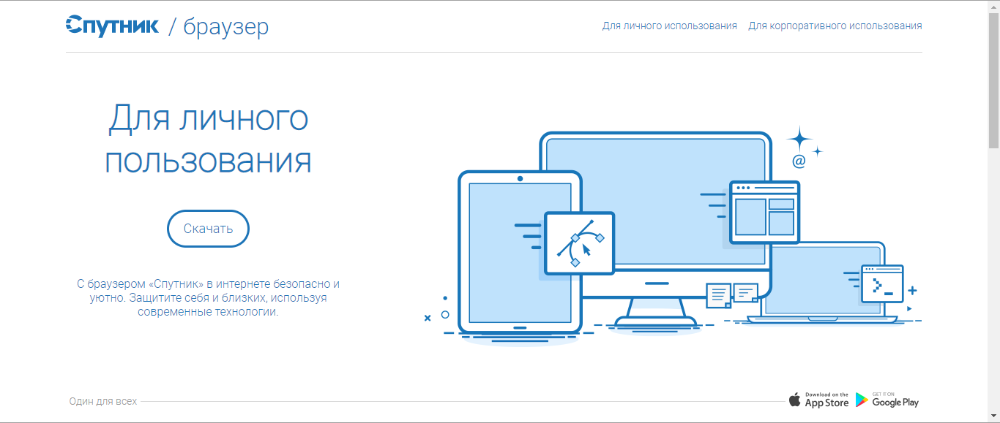 Спутник / браузер
Для личного использования Для корпоративного использования
Для личного
пользования
Скачать
С браузером «Спутник» в интернете безопасно и
уютно. Защитите себя и близких, используя
современные технологии.
@
Один для всех
Download on the
App Store
GET IT ON
Google Play